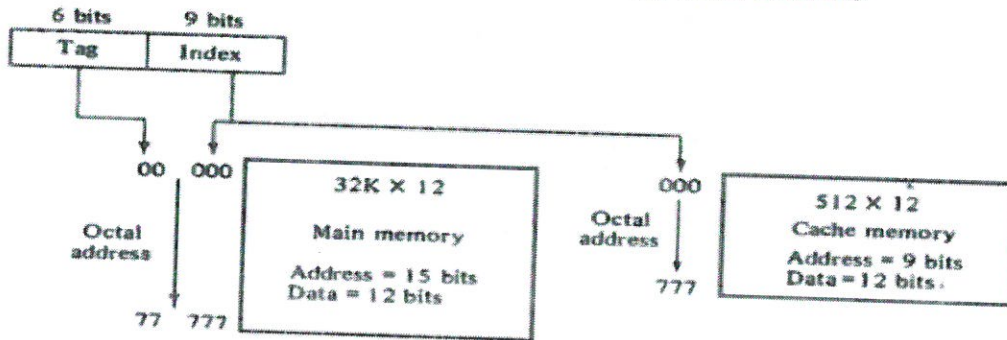 6 bits 9 bits
Tag Index
00 000
Octal
address
77 777
32K × 12
Main memory
Address = 15 bits
Data = 12 bits
000
Octal
address
777
512 × 12
Cache memory
Address = 9 bits
Data = 12 bits.